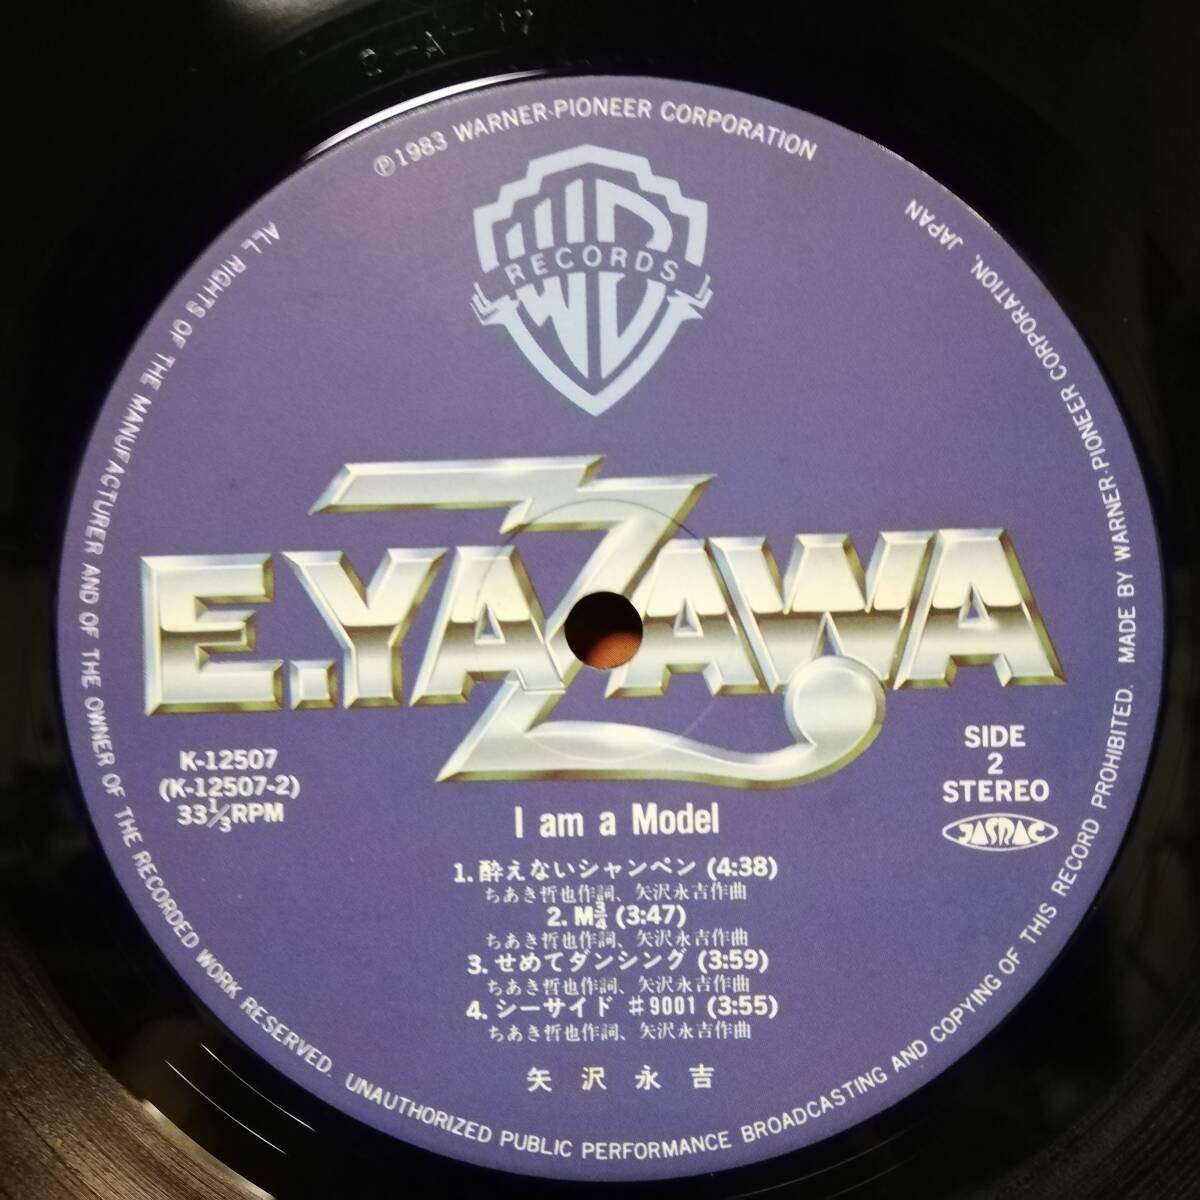 ℗1983 WARNER-PIONEER CORPORATION
RECORDS
E.YAZAWA
K-12507
(K-12507-2)
33 1/3 RPM
SIDE
2
STEREO
JASRAC
I am a Model
1. 酔えないシャンペン (4:38)
ちあき哲也作詞、矢沢永吉作曲
2. M¾ (3:47)
ちあき哲也作詞、矢沢永吉作曲
3. せめてダンシング (3:59)
ちあき哲也作詞、矢沢永吉作曲
4. シーサイド #9001 (3:55)
ちあき哲也作詞、矢沢永吉作曲
矢沢永吉
ALL RIGHTS OF THE MANUFACTURER AND OF THE OWNER OF THE RECORDED WORK RESERVED. UNAUTHORIZED PUBLIC PERFORMANCE BROADCASTING AND COPYING OF THIS RECORD PROHIBITED. MADE BY WARNER-PIONEER CORPORATION, JAPAN